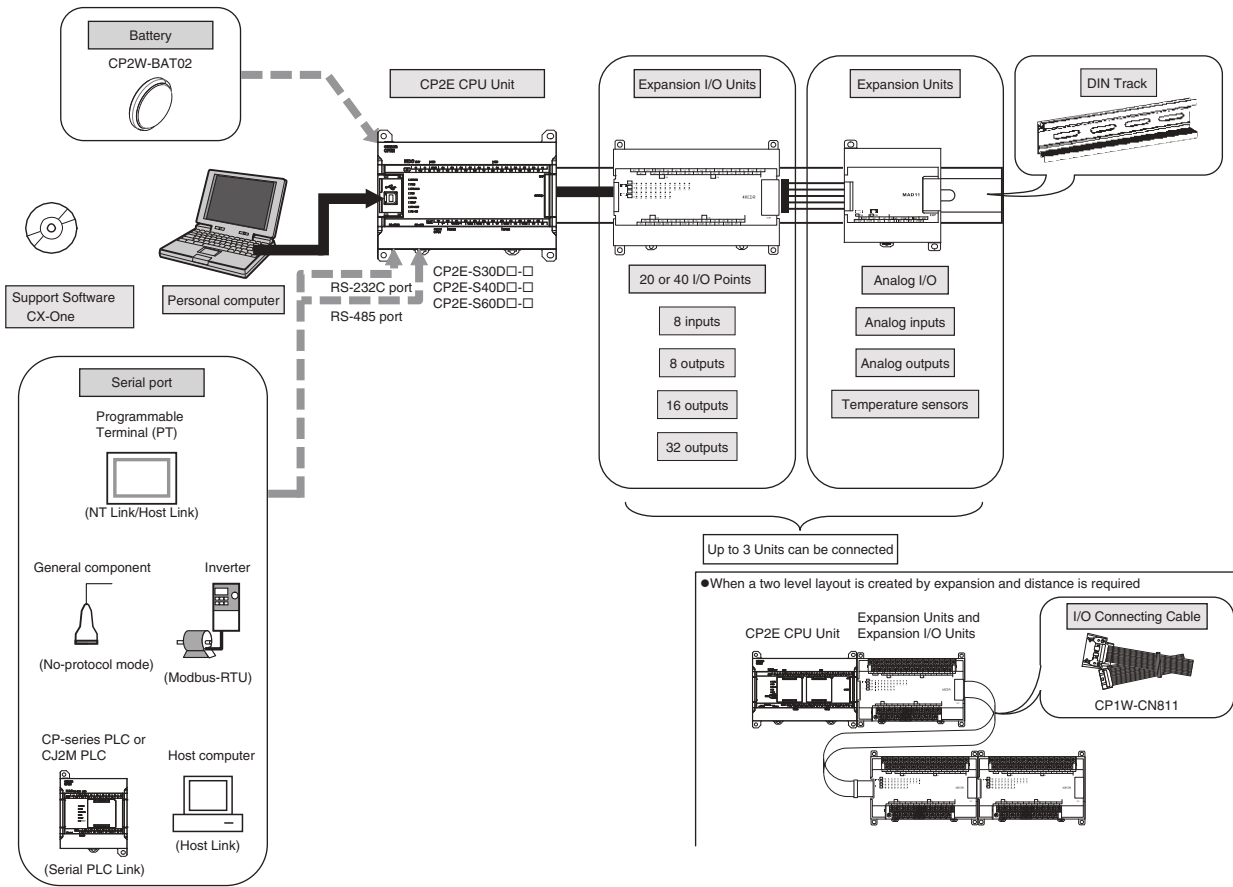 Battery
CP2W-BAT02
CP2E CPU Unit
Expansion I/O Units
Expansion Units
DIN Track
MAD11
40EDR
Support Software
CX-One
Personal computer
RS-232C port
RS-485 port
CP2E-S30D□-□
CP2E-S40D□-□
CP2E-S60D□-□
20 or 40 I/O Points
8 inputs
8 outputs
16 outputs
32 outputs
Analog I/O
Analog inputs
Analog outputs
Temperature sensors
Up to 3 Units can be connected
Serial port
Programmable
Terminal (PT)
(NT Link/Host Link)
General component
(No-protocol mode)
Inverter
(Modbus-RTU)
CP-series PLC or
CJ2M PLC
(Serial PLC Link)
Host computer
(Host Link)
●When a two level layout is created by expansion and distance is required
CP2E CPU Unit
Expansion Units and
Expansion I/O Units
I/O Connecting Cable
CP1W-CN811